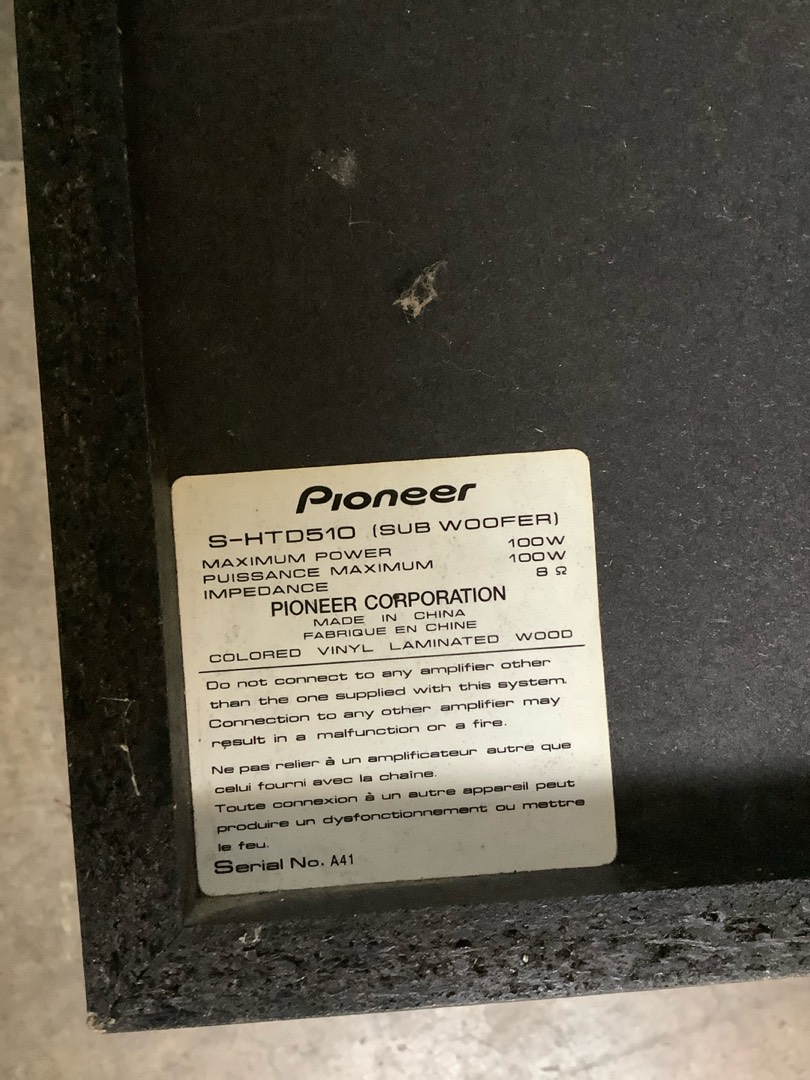 Pioneer
S-HTD510 (SUB WOOFER)
MAXIMUM POWER 100W
PUISSANCE MAXIMUM 100W
IMPEDANCE 8 Ω
PIONEER CORPORATION
MADE IN CHINA
FABRIQUE EN CHINE
COLORED VINYL LAMINATED WOOD
Do not connect to any amplifier other
than the one supplied with this system.
Connection to any other amplifier may
result in a malfunction or a fire.
Ne pas relier à un amplificateur autre que
celui fourni avec la chaîne.
Toute connexion à un autre appareil peut
produire un dysfonctionnement ou mettre
le feu.
Serial No. A41